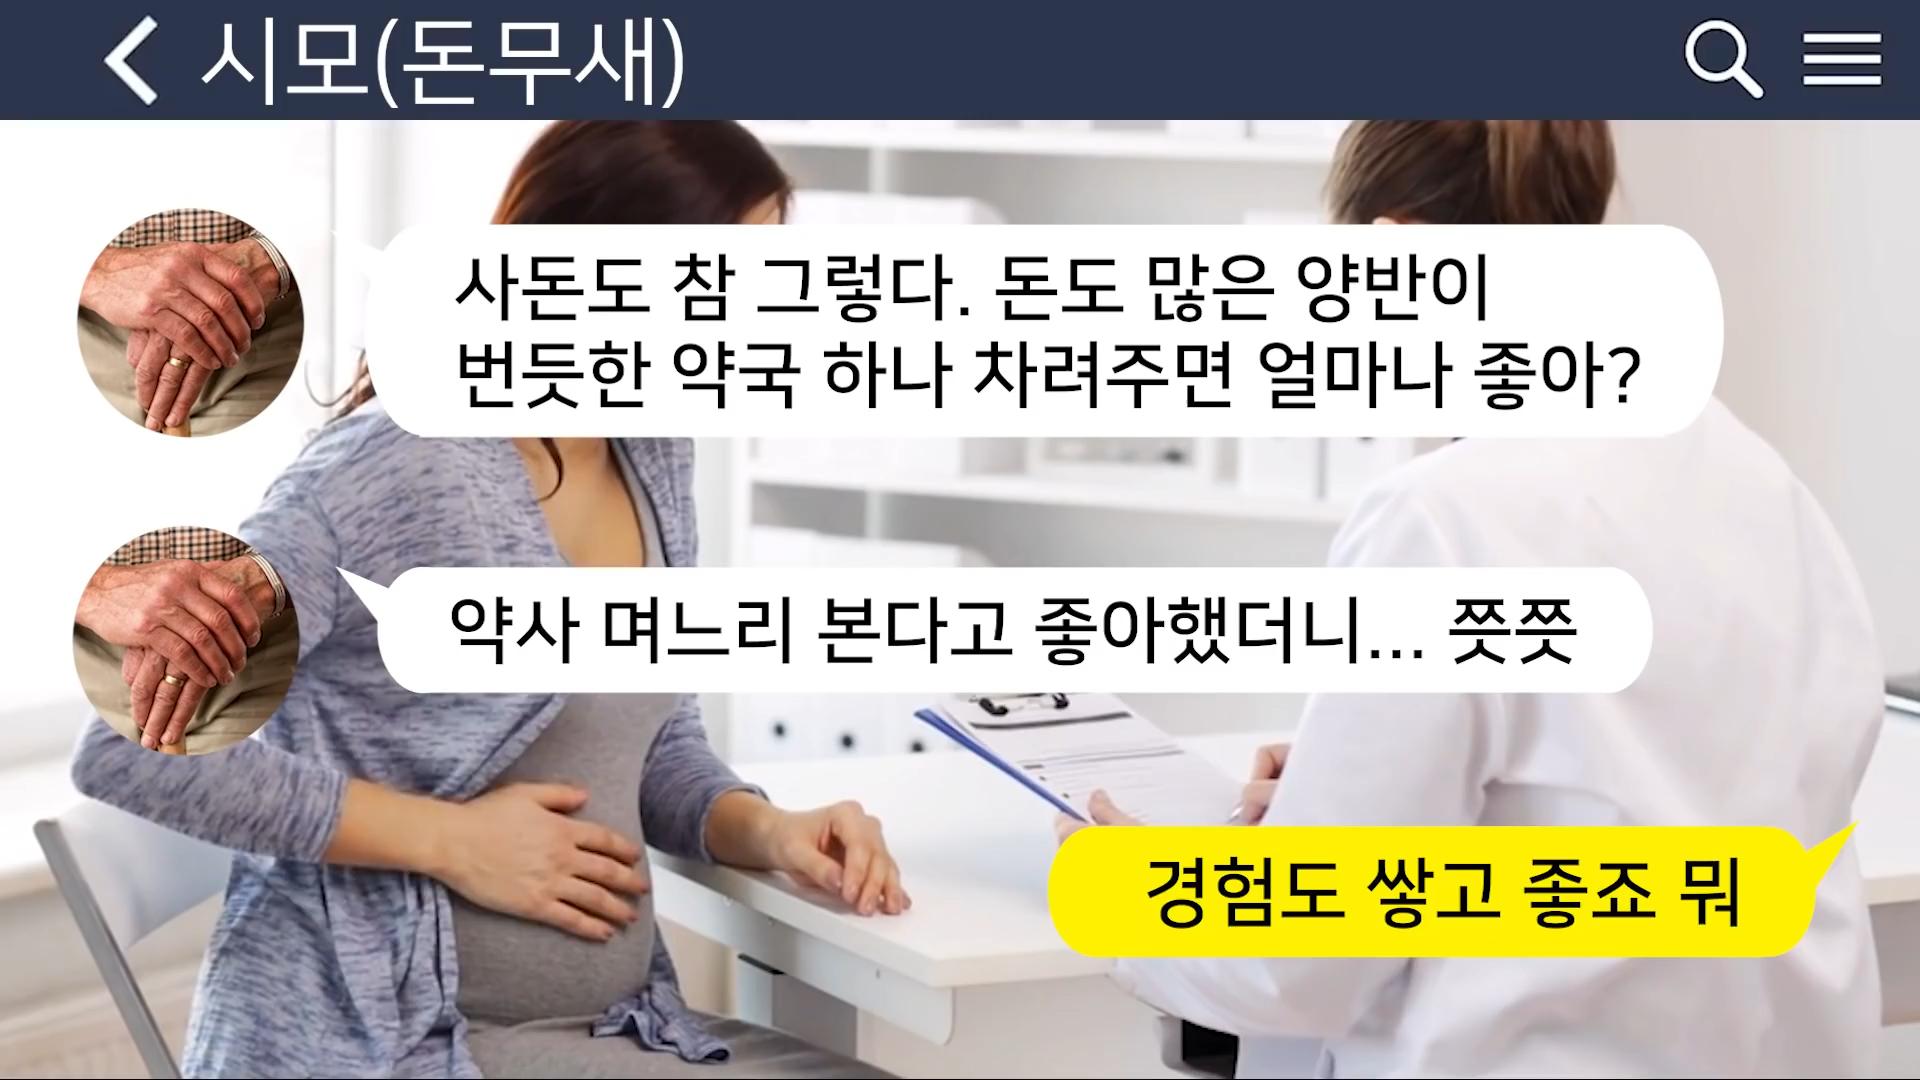 시모(돈무새)
사돈도 참 그렇다. 돈도 많은 양반이
번듯한 약국 하나 차려주면 얼마나 좋아?
약사 며느리 본다고 좋아했더니... 쯧쯧
경험도 쌓고 좋죠 뭐